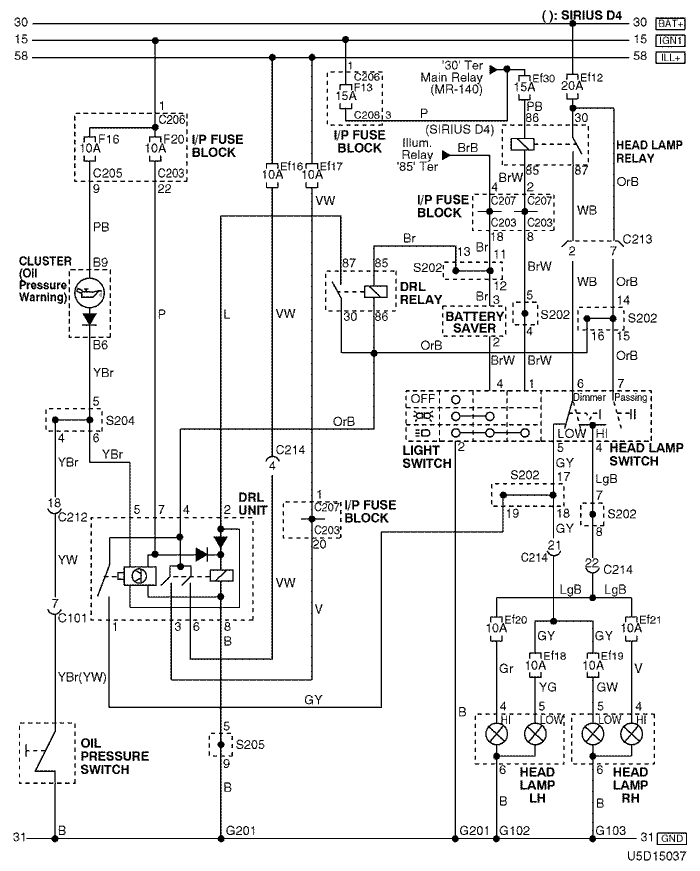 ( ): SIRIUS D4
30 30 BAT+
15 15 IGN1
58 58 ILL+
1
C206
F16
10A
F20
10A
I/P FUSE
BLOCK
C205
C203
9
22
1
C206
F13
15A
C208 3
P
I/P FUSE
BLOCK
'30' Ter
Main Relay
(MR-140)
(SIRIUS D4)
Ef30
15A
PB
86
Ef12
20A
30
HEAD LAMP
RELAY
85
87
Illum.
Relay
'85' Ter
BrB
BrW
OrB
Ef16
10A
Ef17
10A
VW
I/P FUSE
BLOCK
4
2
C207
C207
C203
C203
18
8
WB
C213
2
7
PB
CLUSTER
(Oil
Pressure
Warning)
B9
B6
YBr
P
L
VW
Br
87
85
30
86
DRL
RELAY
S202
13
11
12
Br
Br
BrW
WB
OrB
BATTERY
SAVER
3
2
5
S202
4
14
S202
16
15
OrB
OrB
BrW
BrW
4
1
6
7
OFF
Dimmer
Passing
LOW
HI
LIGHT
SWITCH
2
HEAD LAMP
SWITCH
5
4
5
S204
4
6
YBr
YBr
OrB
C214
4
GY
17
S202
19
18
GY
LgB
7
S202
8
18
C212
DRL
UNIT
5
7
4
2
1
C207
C203
20
I/P FUSE
BLOCK
21
C214
22
C214
YW
VW
7
C101
1
3
6
8
B
V
LgB
LgB
Ef20
10A
GY
GY
Ef21
10A
Ef18
10A
Ef19
10A
Gr
YG
GW
V
YBr(YW)
GY
B
4
HI
5
LOW
5
LOW
4
HI
OIL
PRESSURE
SWITCH
5
S205
9
6
HEAD
LAMP
LH
6
HEAD
LAMP
RH
B
B
B
31
B
G201
G201
G102
G103
31 GND
U5D15037